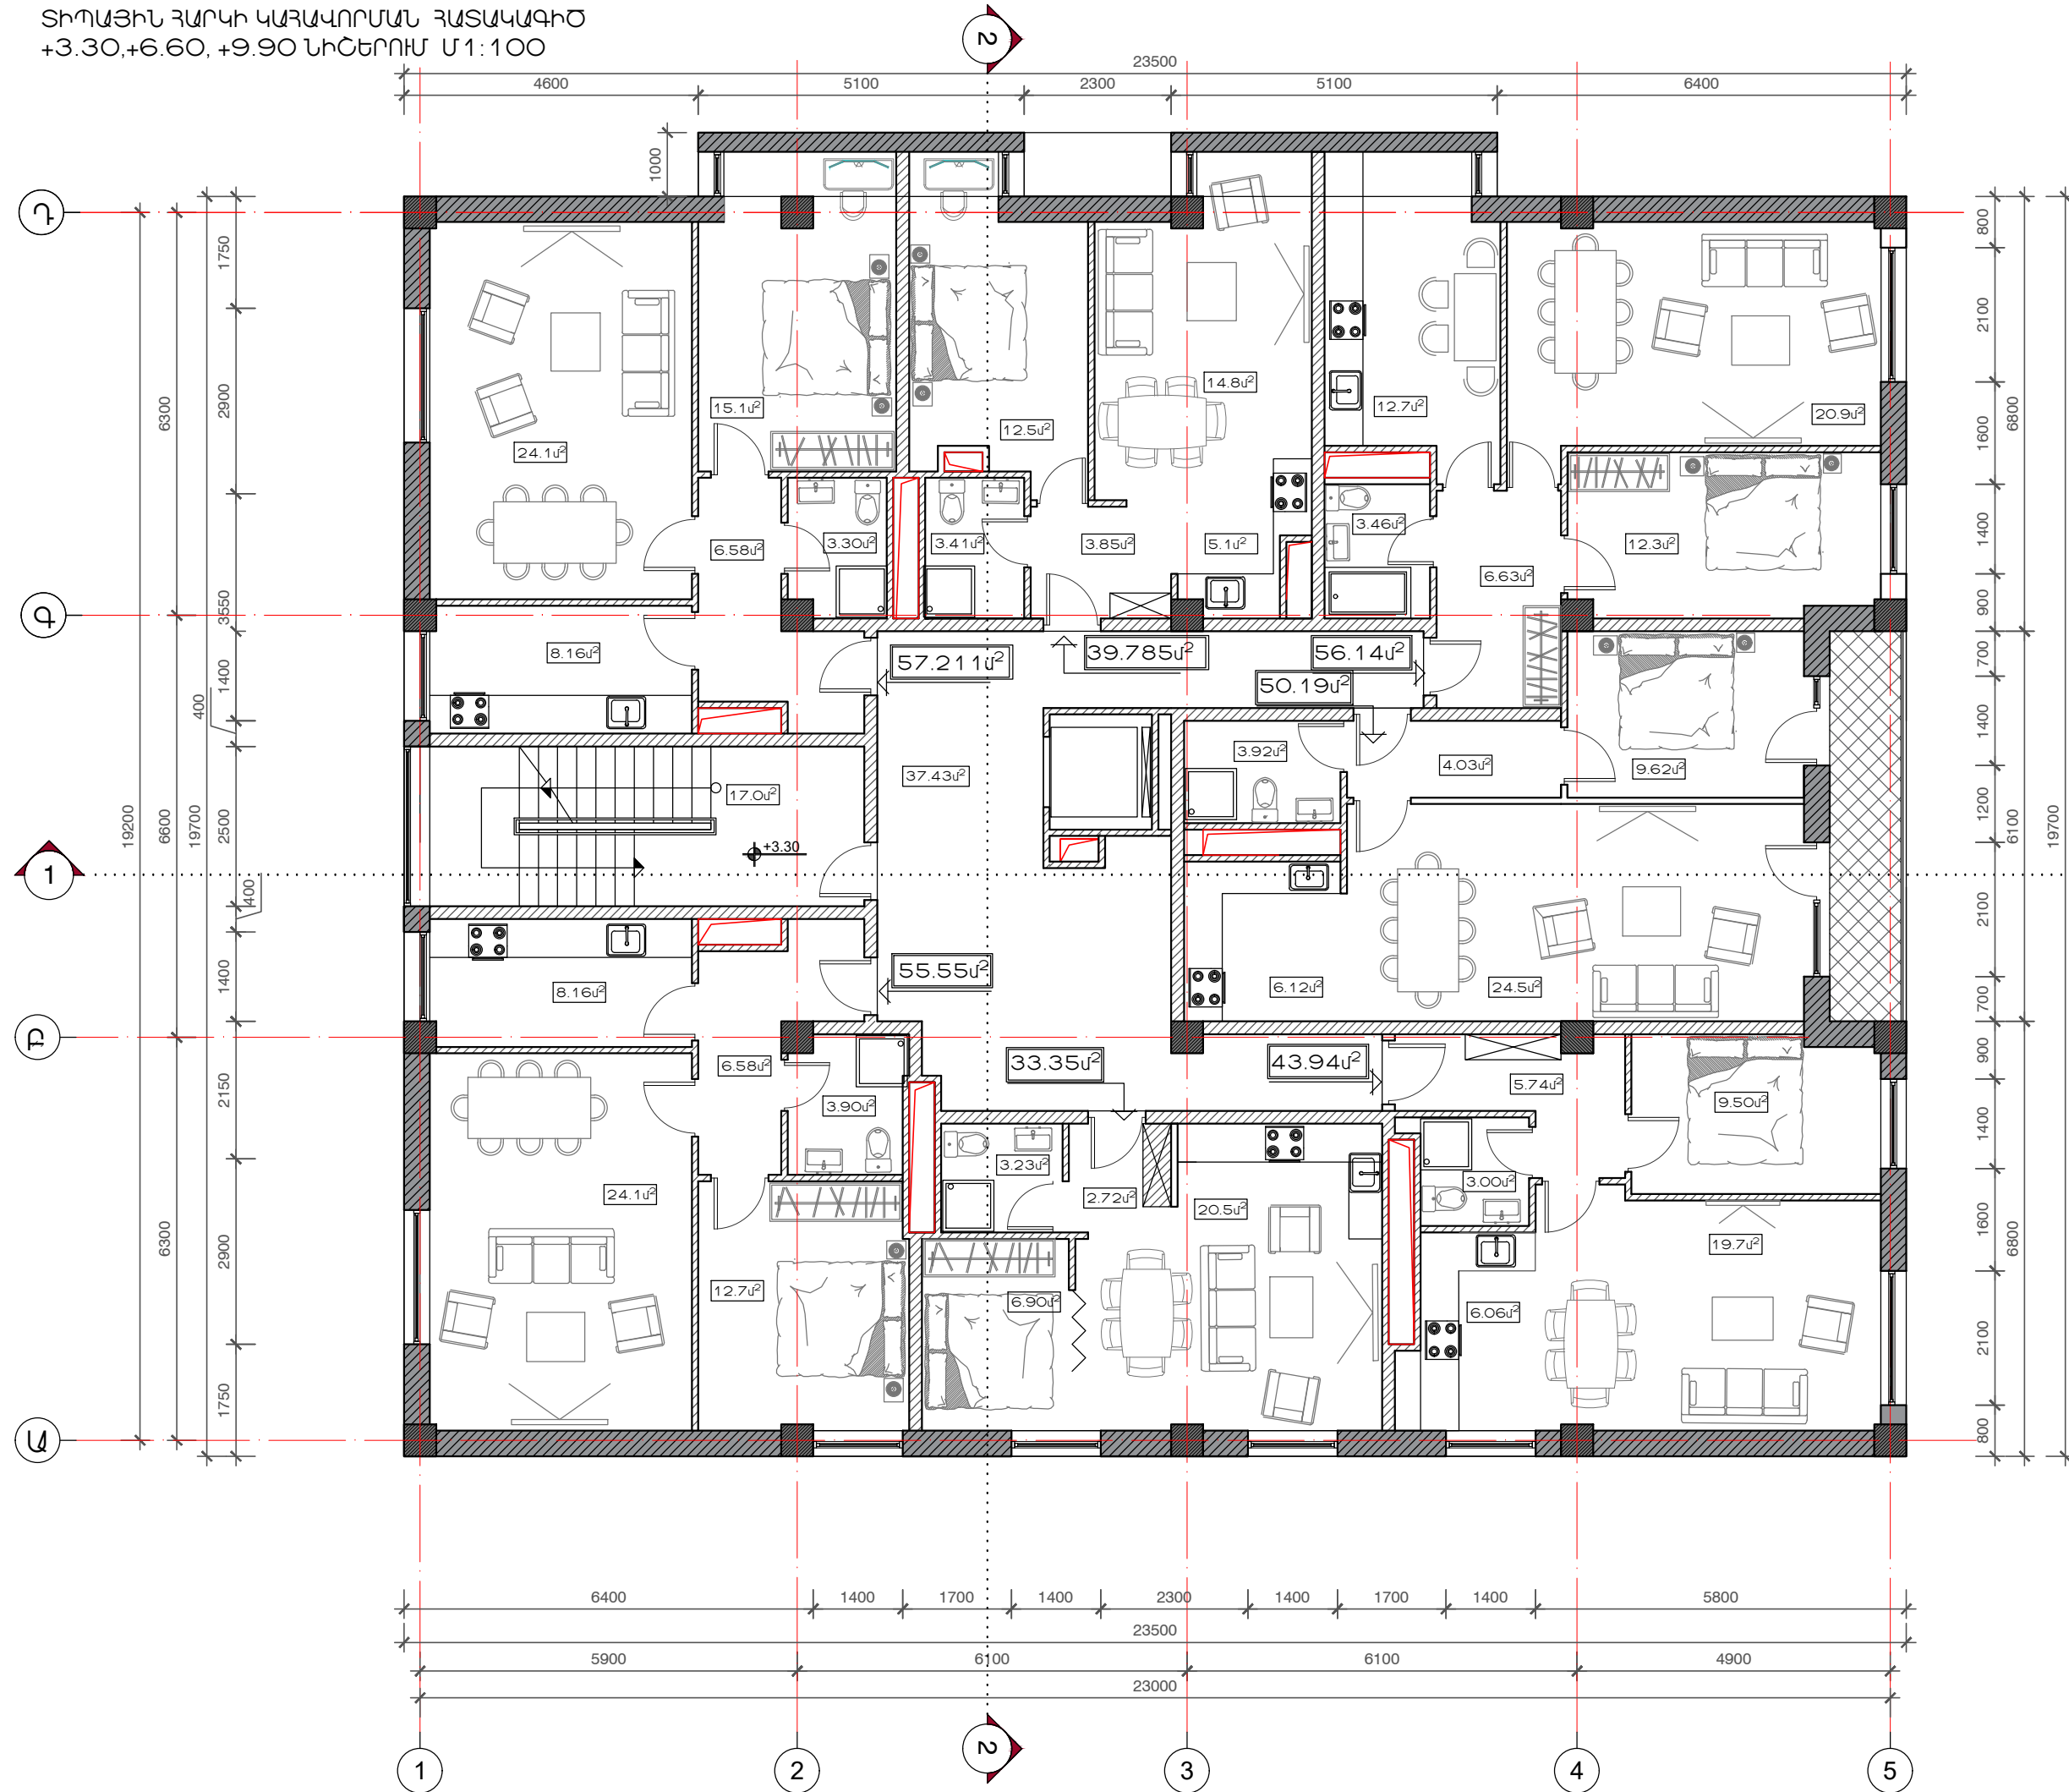 ՏԻՊԱՅԻՆ ՀԱՐԿԻ ԿԱՀԱՎՈՐՄԱՆ ՀԱՏԱԿԱԳԻԾ
+3.30,+6.60, +9.90 ՆԻՇԵՐՈՒՄ Մ1:100
2
23500
4600 5100 2300 5100 6400
1000
Դ
Գ
Բ
Ա
1
19200
6300 6600 6300
19700
400
400
1750 2900 3550 1400 2500 1400 2150 2900 1750
800 2100 1600 1400 900 700 1400 1200 2100 700 900 1400 1600 2100 800
6800 6100 6800
19700
24.1մ²
15.1մ²
12.5մ²
14.8մ²
12.7մ²
20.9մ²
6.58մ²
3.30մ²
3.41մ²
3.85մ²
5.1մ²
3.46մ²
6.63մ²
12.3մ²
8.16մ²
57.211մ²
39.785մ²
56.14մ²
50.19մ²
37.43մ²
3.92մ²
4.03մ²
9.62մ²
17.0մ²
+3.30
55.55մ²
8.16մ²
6.12մ²
24.5մ²
33.35մ²
43.94մ²
6.58մ²
3.90մ²
5.74մ²
9.50մ²
24.1մ²
3.23մ²
2.72մ²
20.5մ²
3.00մ²
19.7մ²
12.7մ²
6.90մ²
6.06մ²
6400 1400 1700 1400 2300 1400 1700 1400 5800
23500
5900 6100 6100 4900
23000
1 2 2 3 4 5